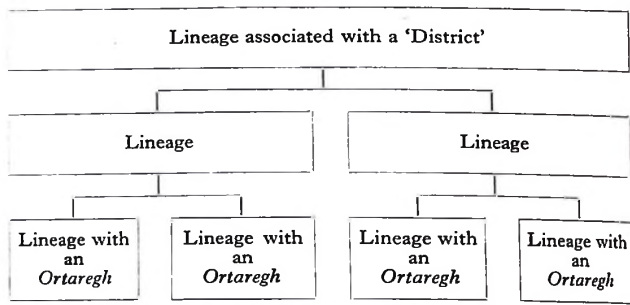 Lineage associated with a ‘District’
Lineage
Lineage
Lineage with
an
Ortaregh
Lineage with
an
Ortaregh
Lineage with
an
Ortaregh
Lineage with
an
Ortaregh